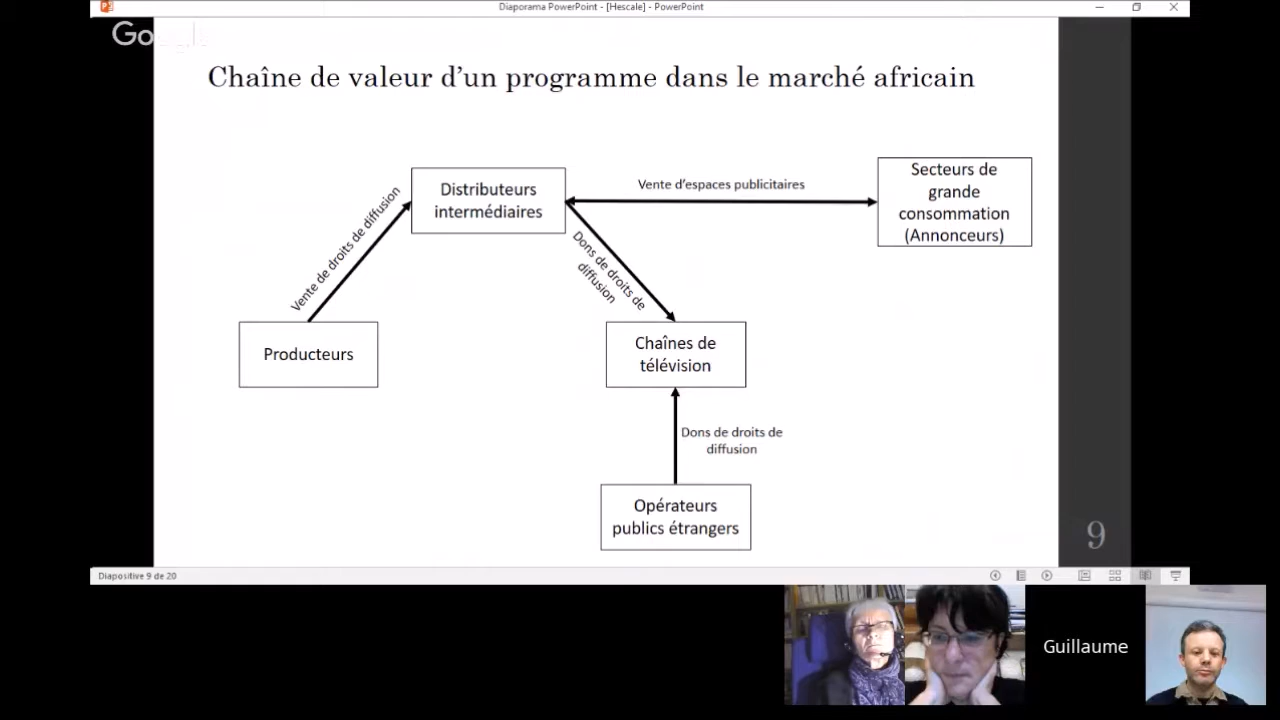 Diaporama PowerPoint - [Hescale] - PowerPoint
Google
Chaîne de valeur d’un programme dans le marché africain
Distributeurs
intermédiaires
Vente d’espaces publicitaires
Secteurs de
grande
consommation
(Annonceurs)
Vente de droits de diffusion
Dons de droits de
diffusion
Producteurs
Chaînes de
télévision
Dons de droits de
diffusion
Opérateurs
publics étrangers
9
Diapositive 9 de 20
Guillaume